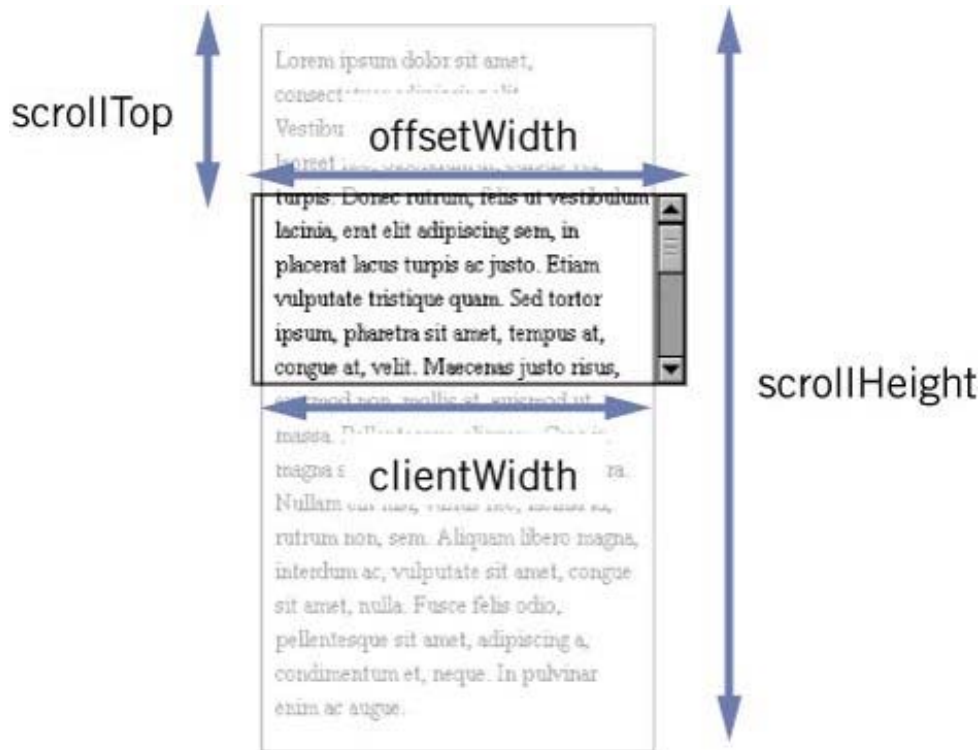 Lorem ipsum dolor sit amet,
scrollTop
Vestibu
offsetWidth
laoreet
turpis. Donec rutrum, felis ut vestibulum
lacinia, erat elit adipiscing sem, in
placerat lacus turpis ac justo. Etiam
vulputate tristique quam. Sed tortor
ipsum, pharetra sit amet, tempus at,
congue at, velit. Maecenas justo risus,
scrollHeight
massa.
magna s
clientWidth
ra.
Nullam
rutrum non, sem. Aliquam libero magna,
interdum ac, vulputate sit amet, congue
sit amet, nulla. Fusce felis odio,
pellentesque sit amet, adipiscing a,
condimentum et, neque. In pulvinar
enim ac augue.